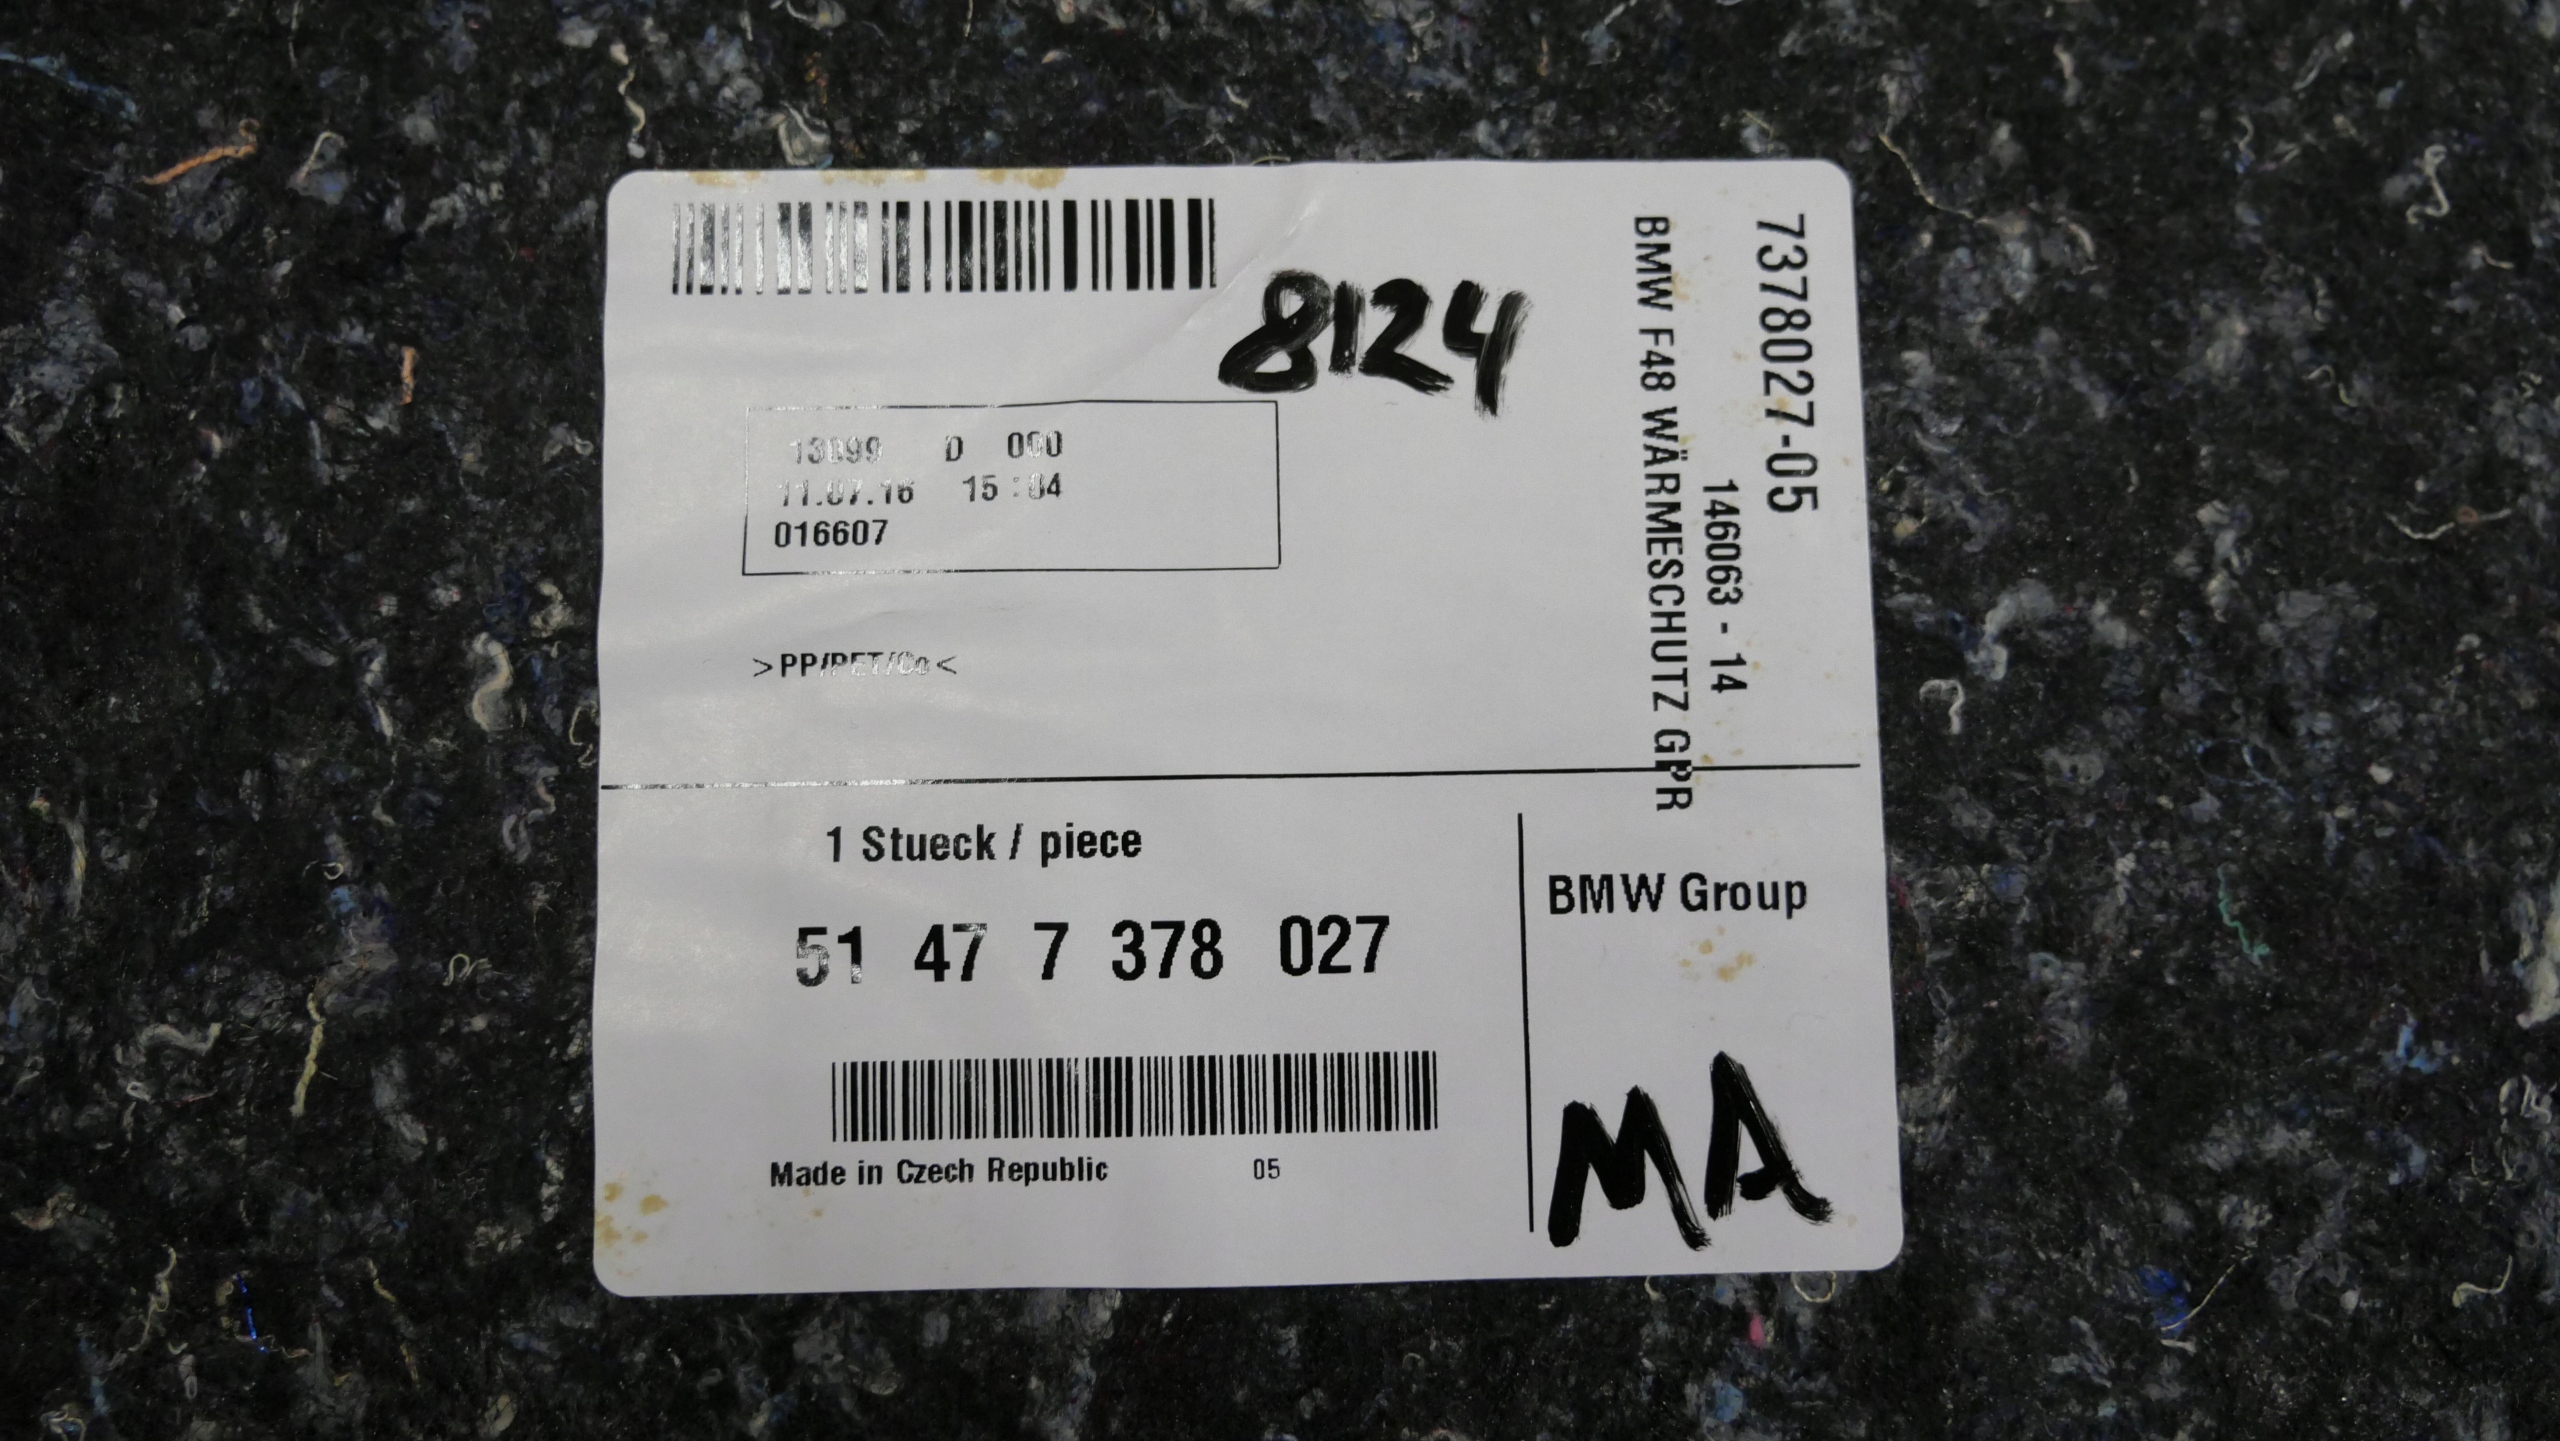 8124
13099 D 000
11.07.16 15:04
016607
>PP/PET/Co<
7378027-05
146063 - 14
BMW F48 WÄRMESCHUTZ GPR
1 Stueck / piece
51 47 7 378 027
Made in Czech Republic 05
BMW Group
MA